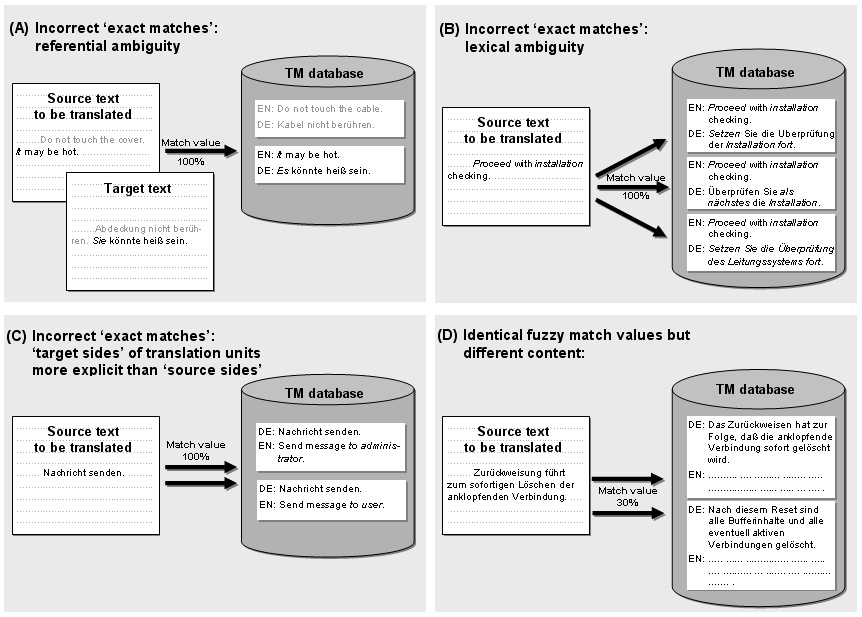 (A) Incorrect ‘exact matches’:
referential ambiguity
Source text
to be translated
........Do not touch the cover.
It may be hot.
Target text
........Abdeckung nicht berüh-
ren. Sie könnte heiß sein.
Match value
100%
TM database
EN: Do not touch the cable.
DE: Kabel nicht berühren.
EN: It may be hot.
DE: Es könnte heiß sein.
(B) Incorrect ‘exact matches’:
lexical ambiguity
Source text
to be translated
........Proceed with installation
checking.
Match value
100%
TM database
EN: Proceed with installation
checking.
DE: Setzen Sie die Überprüfung
der Installation fort.
EN: Proceed with installation
checking.
DE: Überprüfen Sie als
nächstes die Installation.
EN: Proceed with installation
checking.
DE: Setzen Sie die Überprüfung
des Leitungssystems fort.
(C) Incorrect ‘exact matches’:
‘target sides’ of translation units
more explicit than ‘source sides’
Source text
to be translated
Nachricht senden.
Match value
100%
TM database
DE: Nachricht senden.
EN: Send message to adminis-
trator.
DE: Nachricht senden.
EN: Send message to user.
(D) Identical fuzzy match values but
different content:
Source text
to be translated
Zurückweisung führt
zum sofortigen Löschen der
anklopfenden Verbindung.
Match value
30%
TM database
DE: Das Zurückweisen hat zur
Folge, daß die anklopfende
Verbindung sofort gelöscht
wird.
EN:
DE: Nach diesem Reset sind
alle Bufferinhalte und alle
eventuell aktiven
Verbindungen gelöscht.
EN: